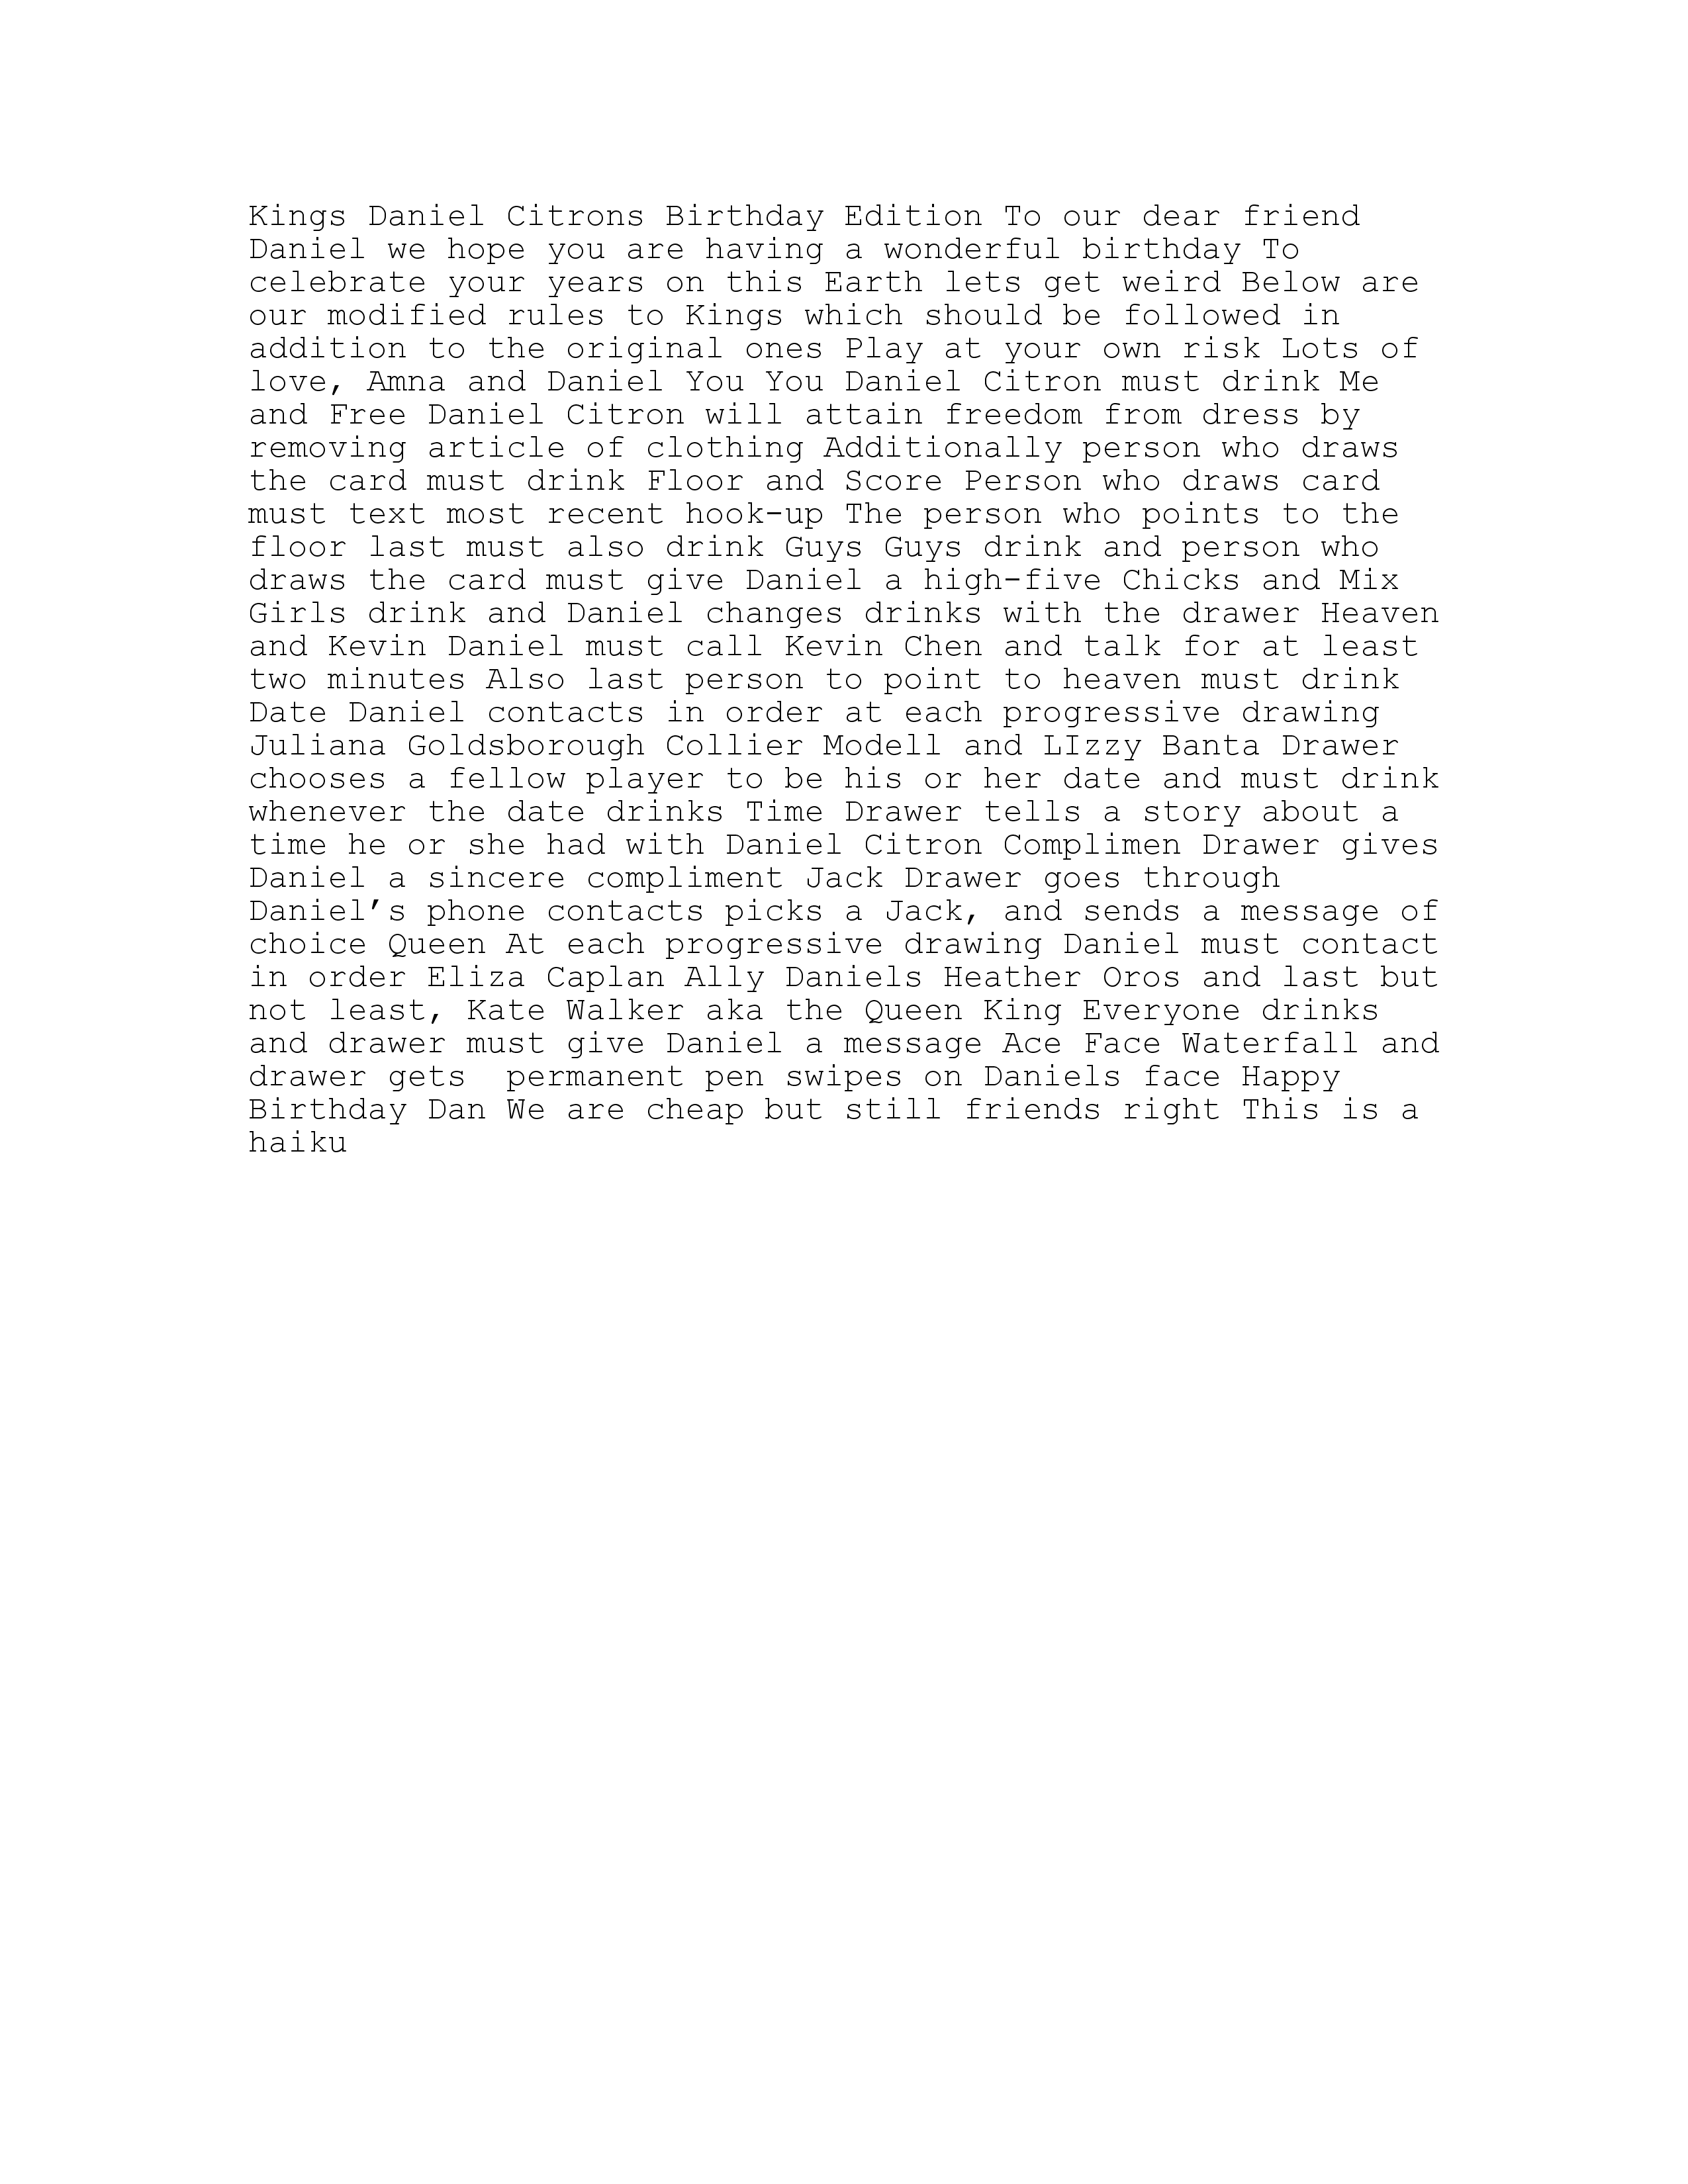 Kings Daniel Citrons Birthday Edition To our dear friend
Daniel we hope you are having a wonderful birthday To
celebrate your years on this Earth lets get weird Below are
our modified rules to Kings which should be followed in
addition to the original ones Play at your own risk Lots of
love, Amna and Daniel You You Daniel Citron must drink Me
and Free Daniel Citron will attain freedom from dress by
removing article of clothing Additionally person who draws
the card must drink Floor and Score Person who draws card
must text most recent hook-up The person who points to the
floor last must also drink Guys Guys drink and person who
draws the card must give Daniel a high-five Chicks and Mix
Girls drink and Daniel changes drinks with the drawer Heaven
and Kevin Daniel must call Kevin Chen and talk for at least
two minutes Also last person to point to heaven must drink
Date Daniel contacts in order at each progressive drawing
Juliana Goldsborough Collier Modell and LIzzy Banta Drawer
chooses a fellow player to be his or her date and must drink
whenever the date drinks Time Drawer tells a story about a
time he or she had with Daniel Citron Complimen Drawer gives
Daniel a sincere compliment Jack Drawer goes through
Daniel’s phone contacts picks a Jack, and sends a message of
choice Queen At each progressive drawing Daniel must contact
in order Eliza Caplan Ally Daniels Heather Oros and last but
not least, Kate Walker aka the Queen King Everyone drinks
and drawer must give Daniel a message Ace Face Waterfall and
drawer gets  permanent pen swipes on Daniels face Happy
Birthday Dan We are cheap but still friends right This is a
haiku